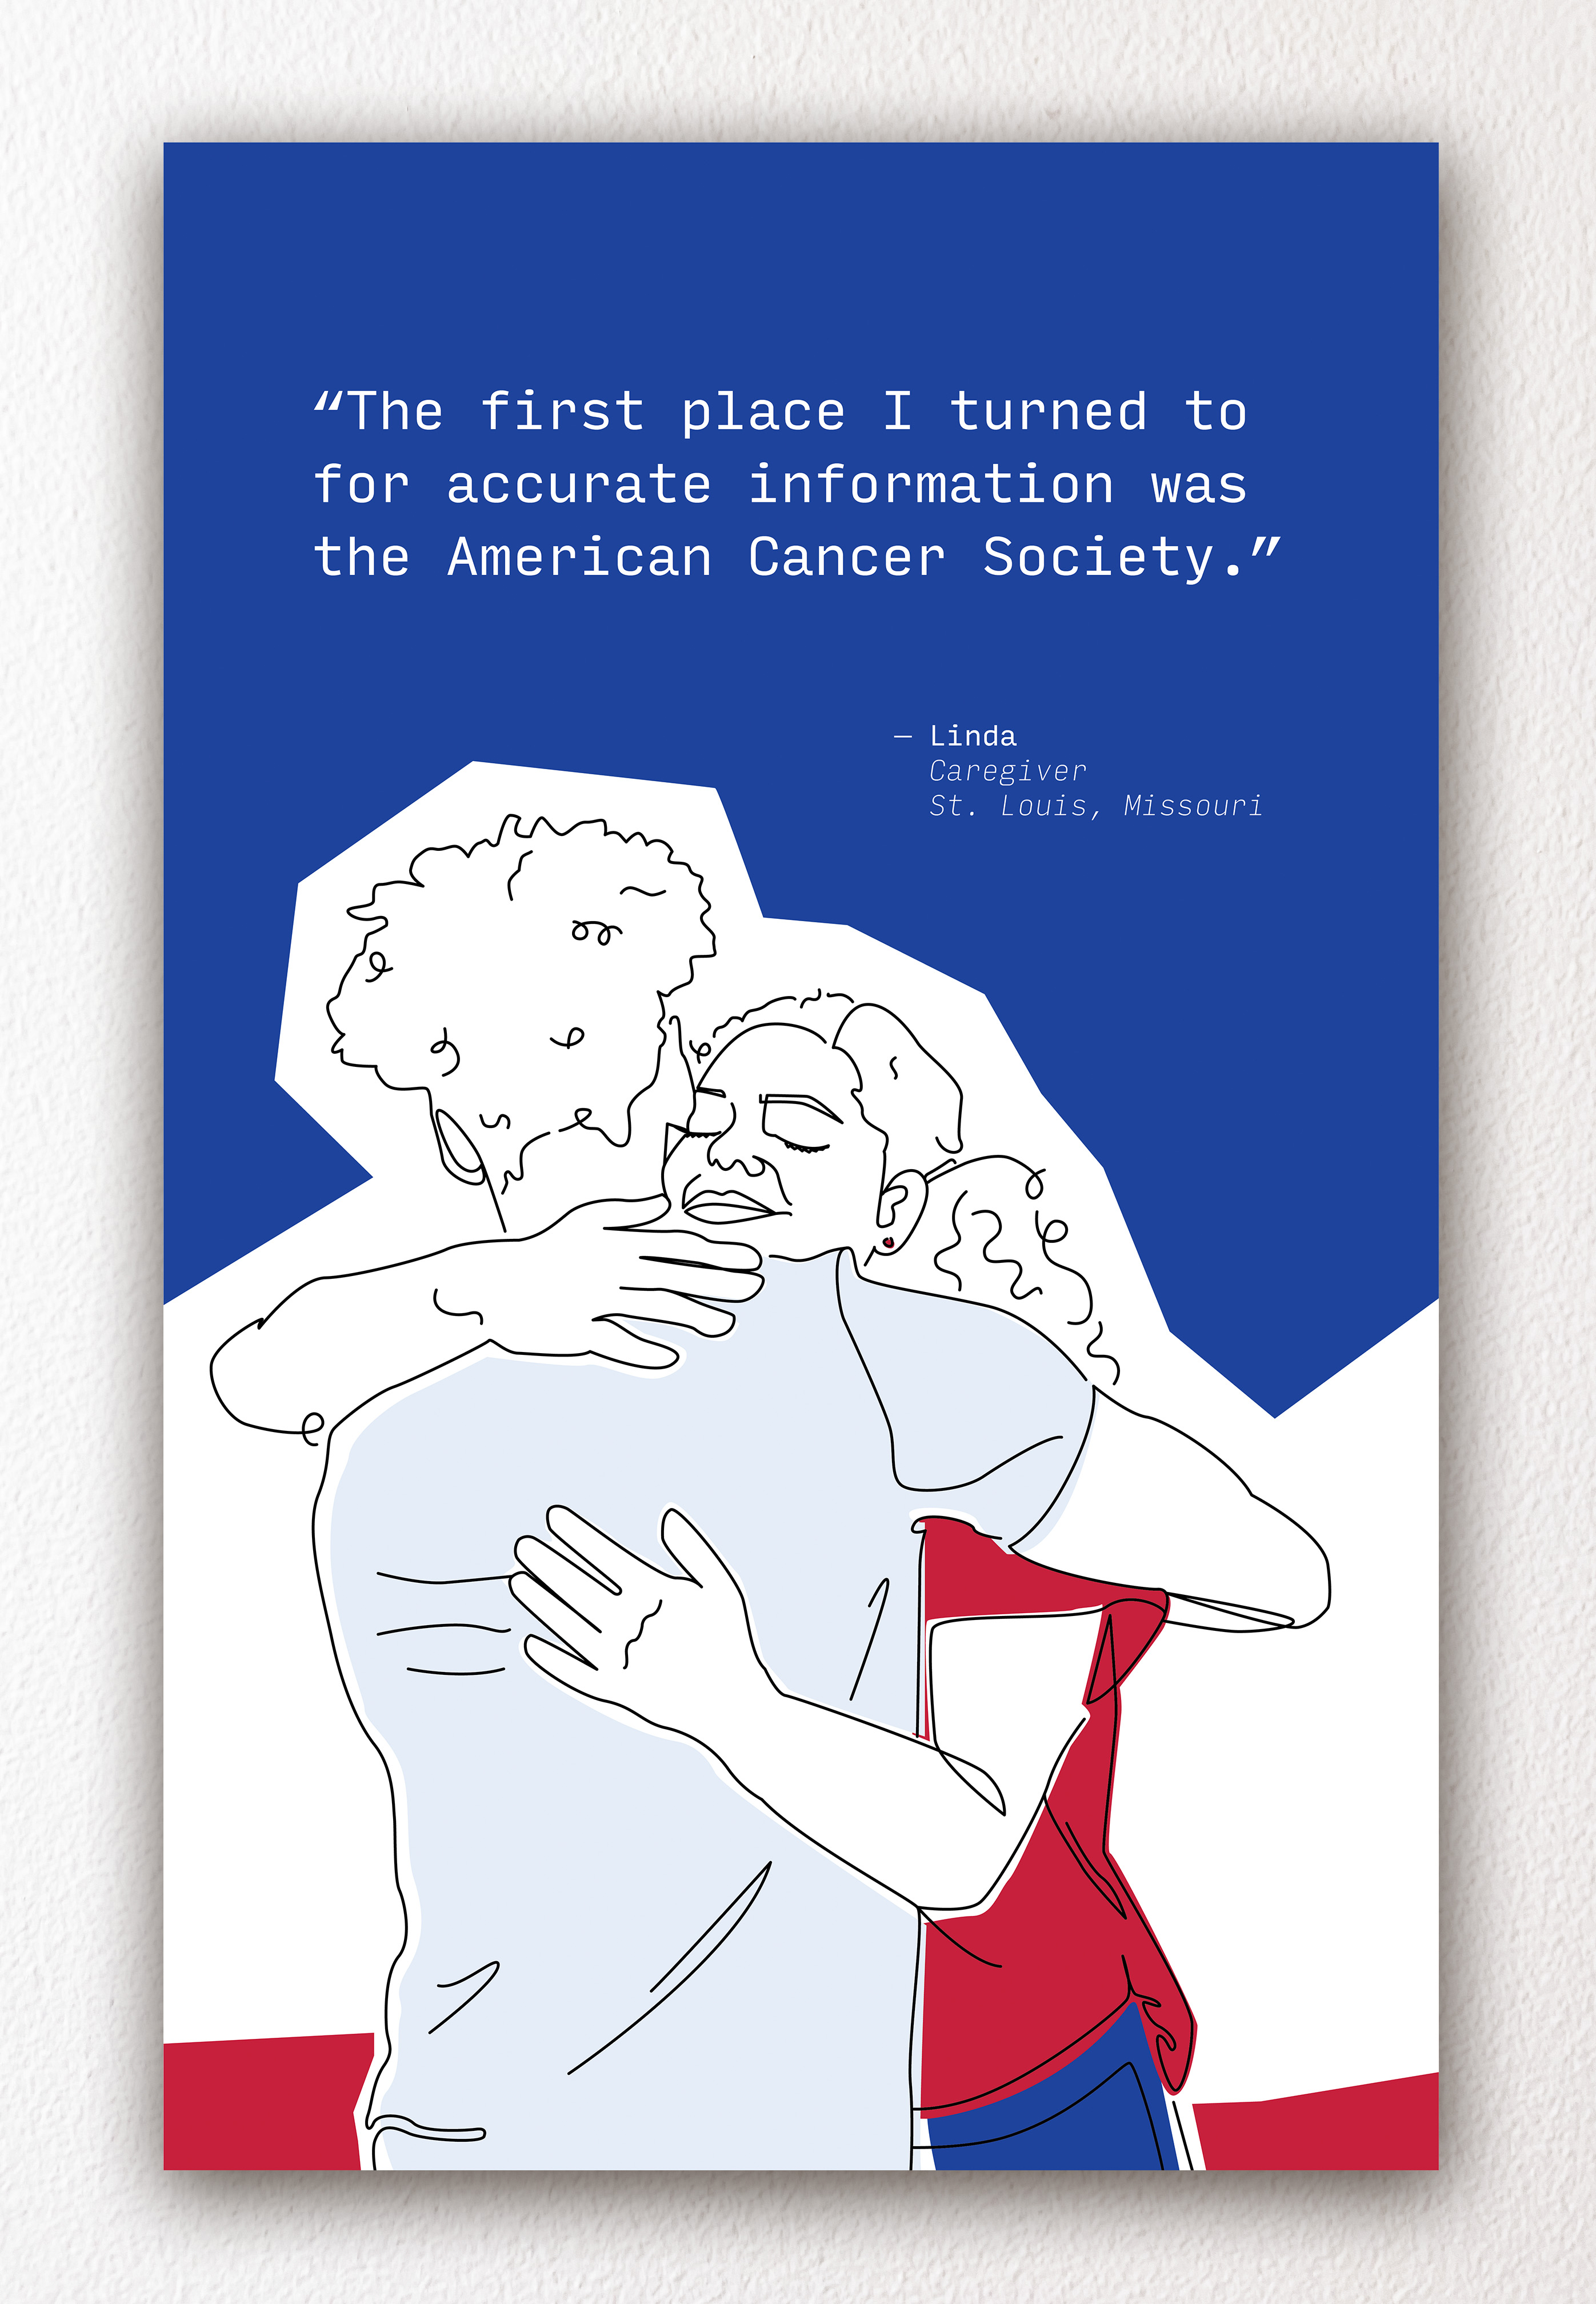 “The first place I turned to
for accurate information was
the American Cancer Society.”
— Linda
Caregiver
St. Louis, Missouri